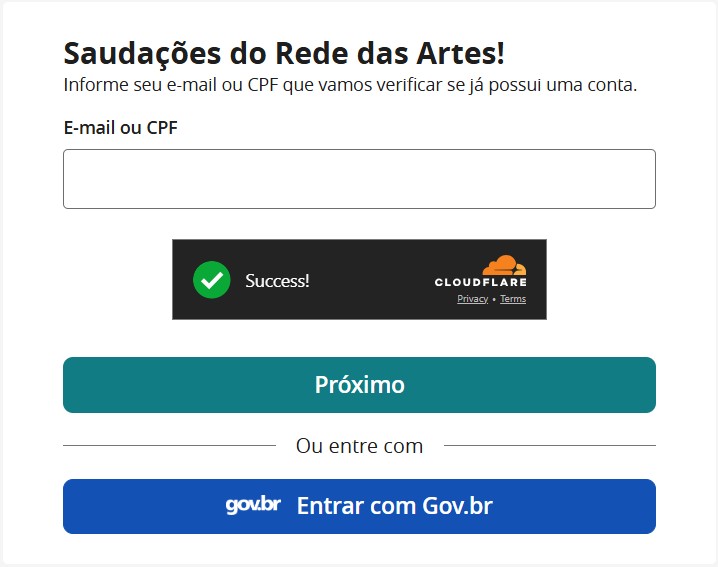 Saudações do Rede das Artes!
Informe seu e-mail ou CPF que vamos verificar se já possui uma conta.
E-mail ou CPF
Success!
CLOUDFLARE
Privacy • Terms
Próximo
Ou entre com
gov.br Entrar com Gov.br